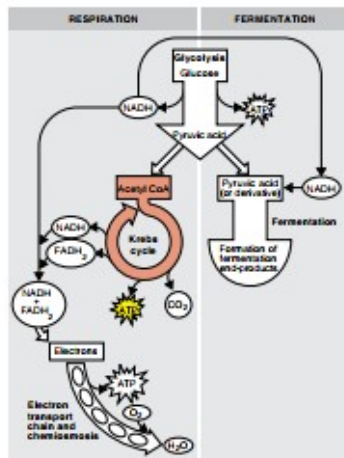 RESPIRATION
FERMENTATION
Glycolysis
Glucose
NADH
ATP
Pyruvic acid
Acetyl CoA
Pyruvic acid
(or derivative)
NADH
Fermentation
NADH
FADH2
Krebs
cycle
Formation of
fermentation
end-products
ATP
CO2
NADH
+
FADH2
Electrons
ATP
Electron
transport
chain and
chemiosmosis
O2
H2O